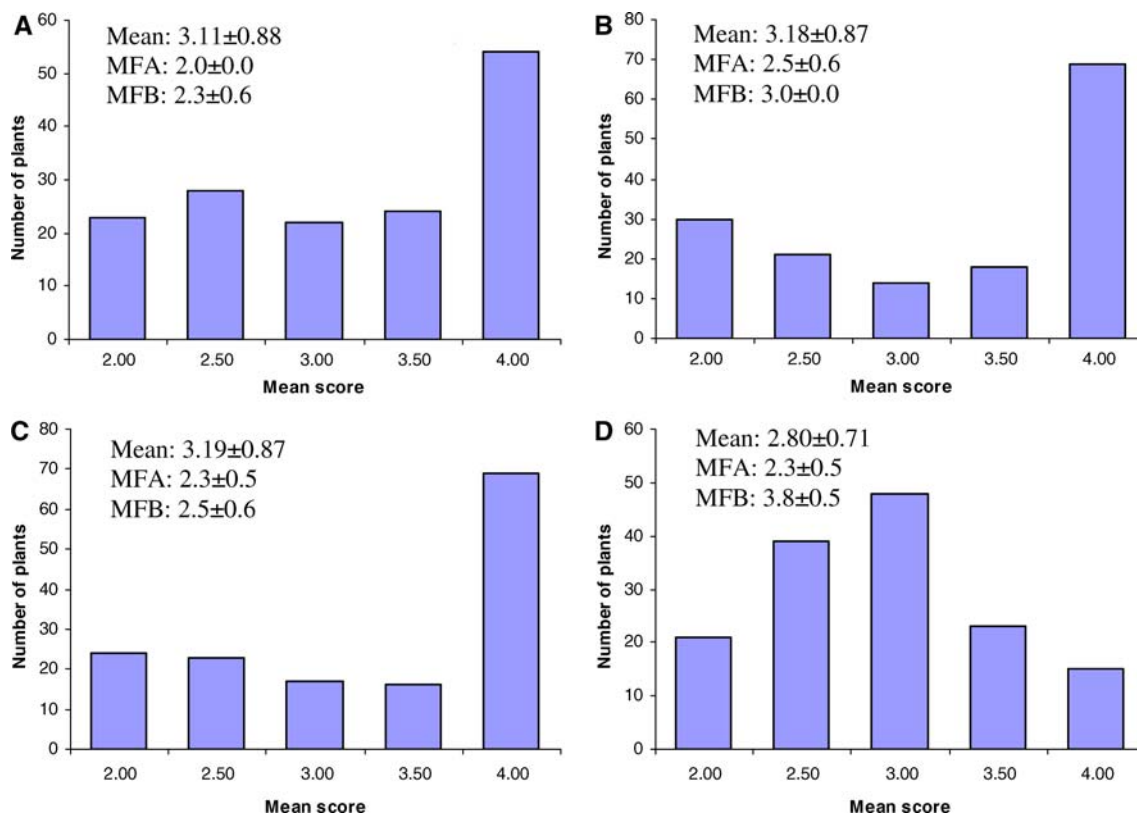 A
Mean: 3.11±0.88
MFA: 2.0±0.0
MFB: 2.3±0.6
Number of plants
60
50
40
30
20
10
0
2.00 2.50 3.00 3.50 4.00
Mean score
B
Mean: 3.18±0.87
MFA: 2.5±0.6
MFB: 3.0±0.0
Number of plants
80
70
60
50
40
30
20
10
0
2.00 2.50 3.00 3.50 4.00
Mean score
C
Mean: 3.19±0.87
MFA: 2.3±0.5
MFB: 2.5±0.6
Number of plants
80
70
60
50
40
30
20
10
0
2.00 2.50 3.00 3.50 4.00
Mean score
D
Mean: 2.80±0.71
MFA: 2.3±0.5
MFB: 3.8±0.5
Number of plants
60
50
40
30
20
10
0
2.00 2.50 3.00 3.50 4.00
Mean score